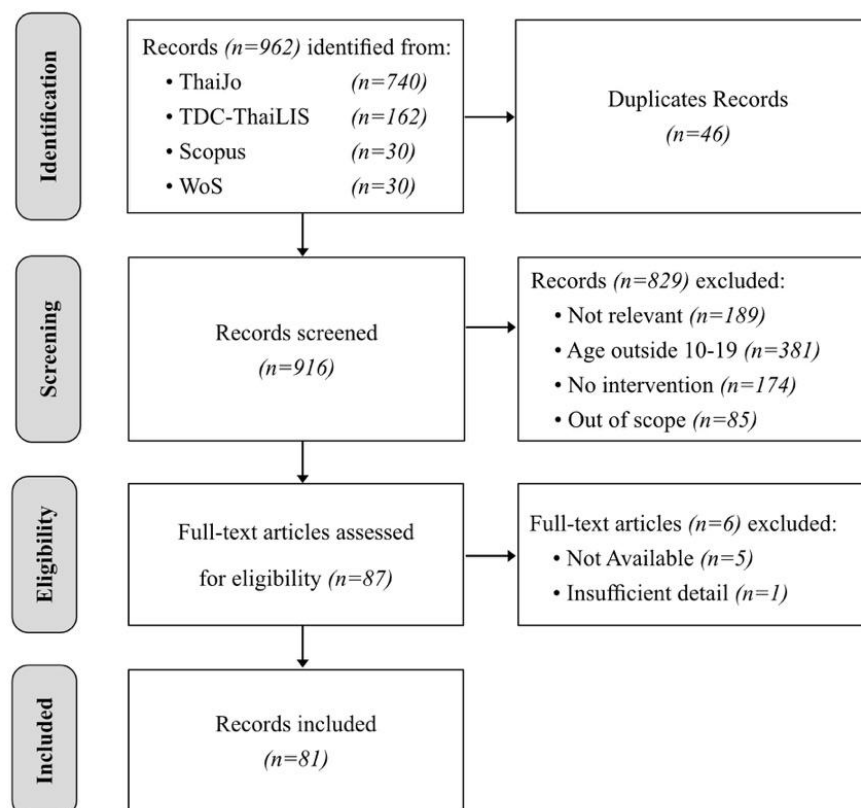 Identification
Records (n=962) identified from:
• ThaiJo (n=740)
• TDC-ThaiLIS (n=162)
• Scopus (n=30)
• WoS (n=30)
Duplicates Records
(n=46)
Screening
Records screened
(n=916)
Records (n=829) excluded:
• Not relevant (n=189)
• Age outside 10-19 (n=381)
• No intervention (n=174)
• Out of scope (n=85)
Eligibility
Full-text articles assessed
for eligibility (n=87)
Full-text articles (n=6) excluded:
• Not Available (n=5)
• Insufficient detail (n=1)
Included
Records included
(n=81)